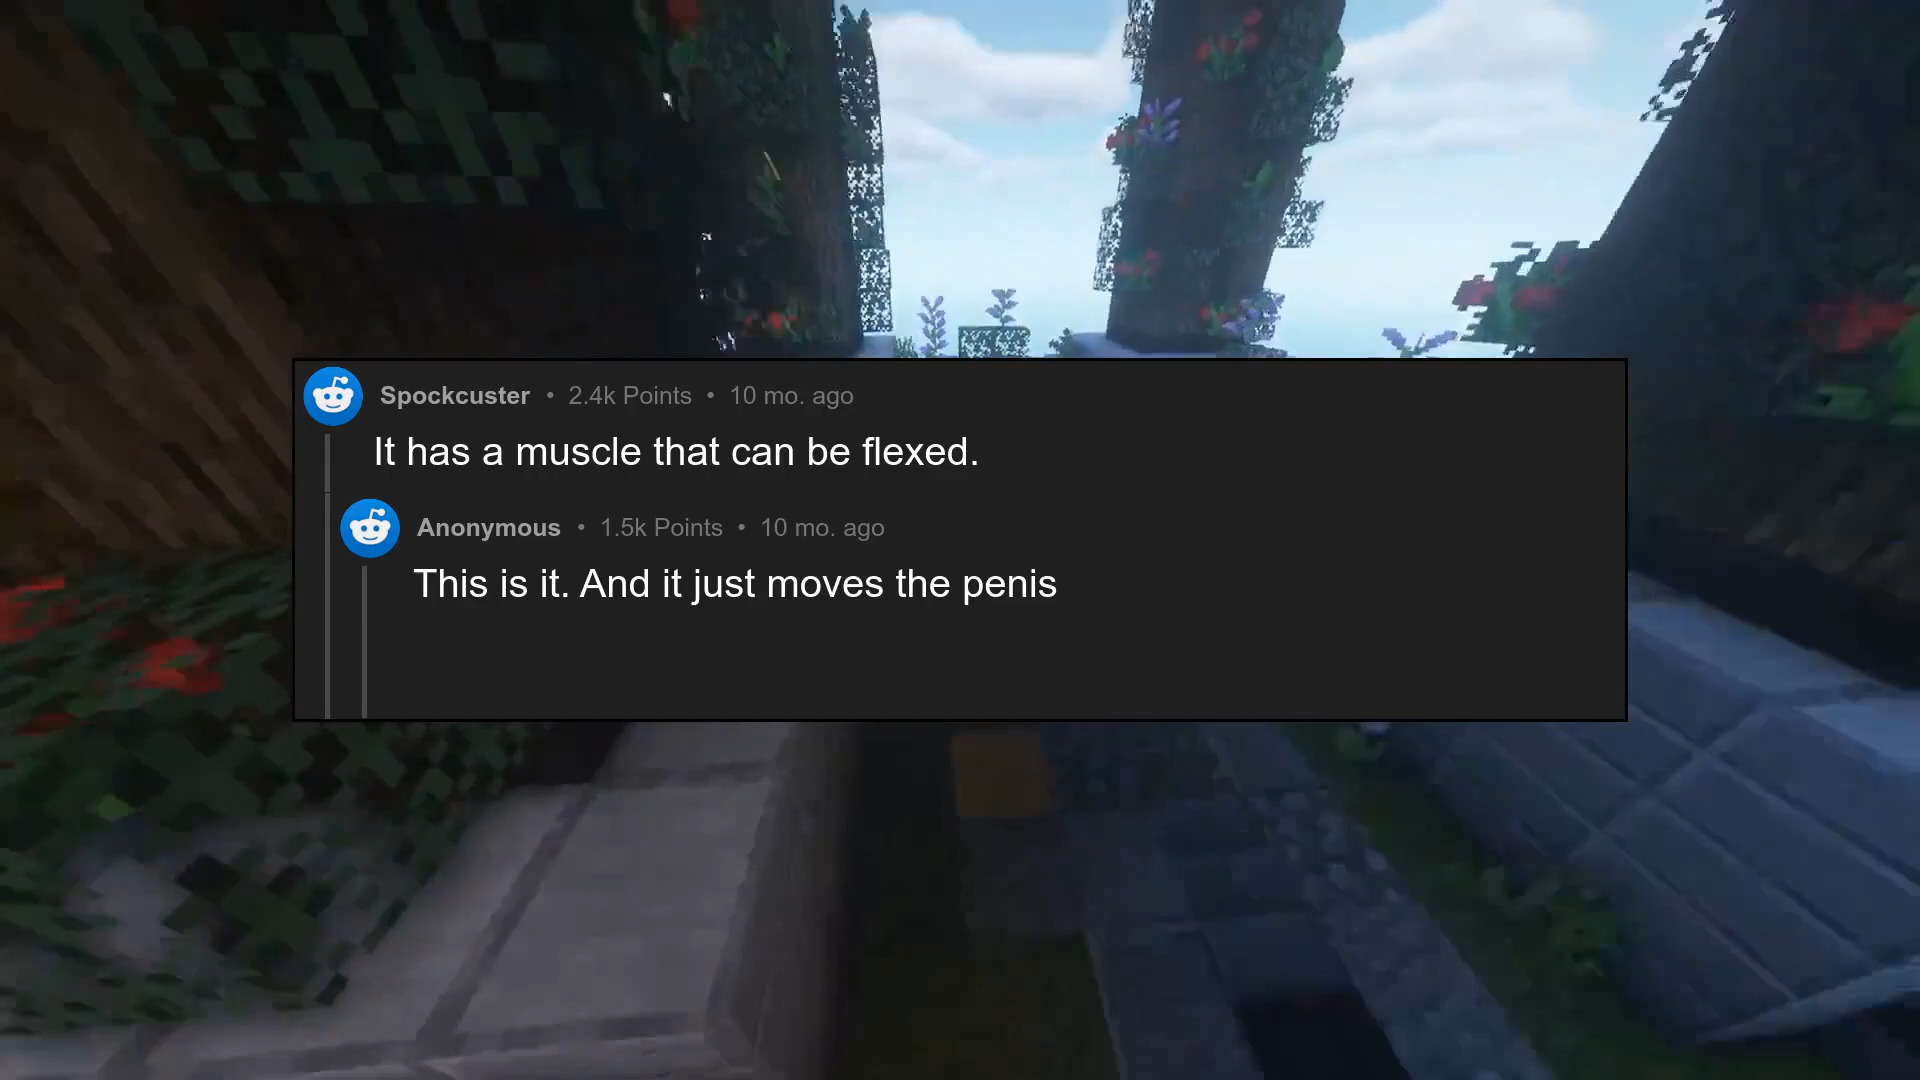 Spockcuster • 2.4k Points • 10 mo. ago
It has a muscle that can be flexed.
Anonymous • 1.5k Points • 10 mo. ago
This is it. And it just moves the penis